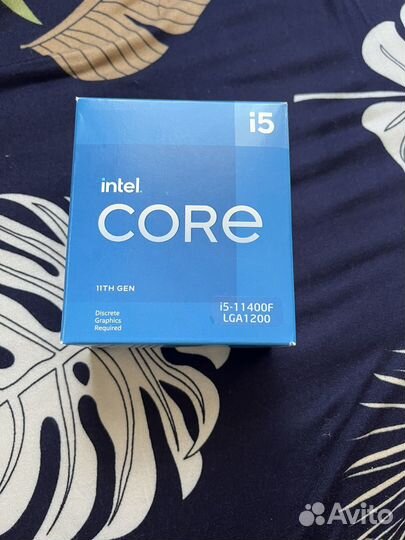 i5
intel.
CORE
11TH GEN
Discrete
Graphics
Required
i5-11400F
LGA1200
Avito